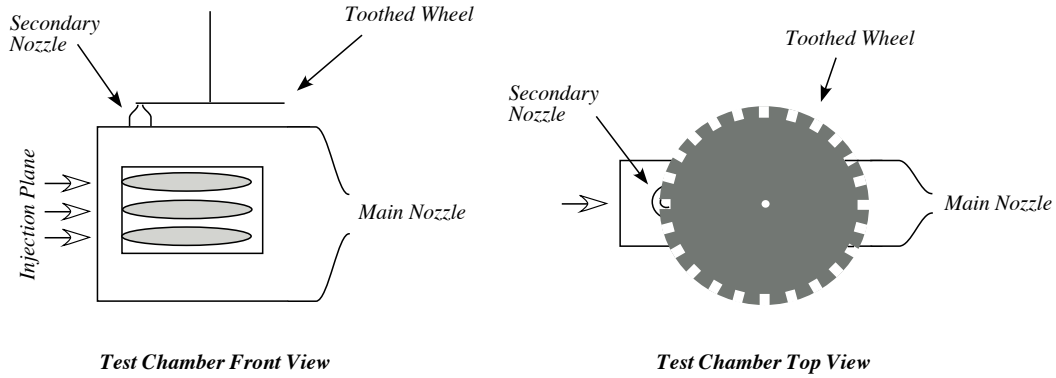 Secondary
Nozzle
Toothed Wheel
Injection Plane
Main Nozzle
Test Chamber Front View
Toothed Wheel
Secondary
Nozzle
Main Nozzle
Test Chamber Top View